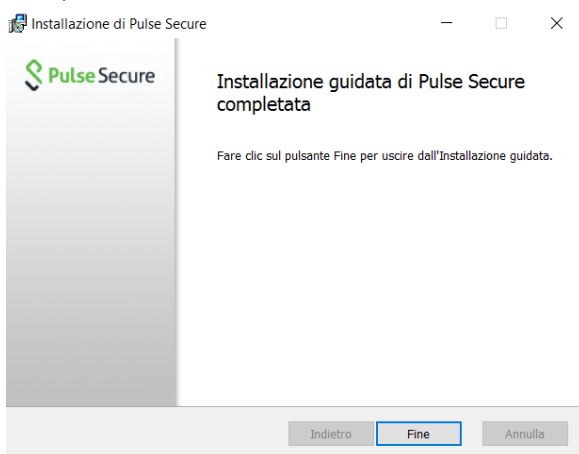 Installazione di Pulse Secure
Pulse Secure
Installazione guidata di Pulse Secure
completata
Fare clic sul pulsante Fine per uscire dall'Installazione guidata.
Indietro
Fine
Annulla